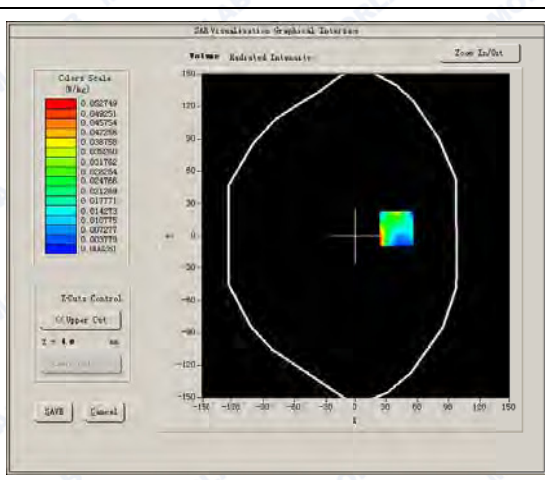 SAR Visualisation Graphical Interface
Volume Radiated Intensity
Zoom In/Out
Colors Scale
(W/kg)
0.052749
0.049251
0.045754
0.042256
0.038758
0.035260
0.031762
0.028264
0.024766
0.021269
0.017771
0.014273
0.010775
0.007277
0.003779
Z-Cuts Control
Upper Cut
Z = 4.0 mm
SAVE
Cancel
150
120
90
60
30
0
-30
-60
-90
-120
-150
-150 -120 -90 -60 -30 0 30 60 90 120 150
X